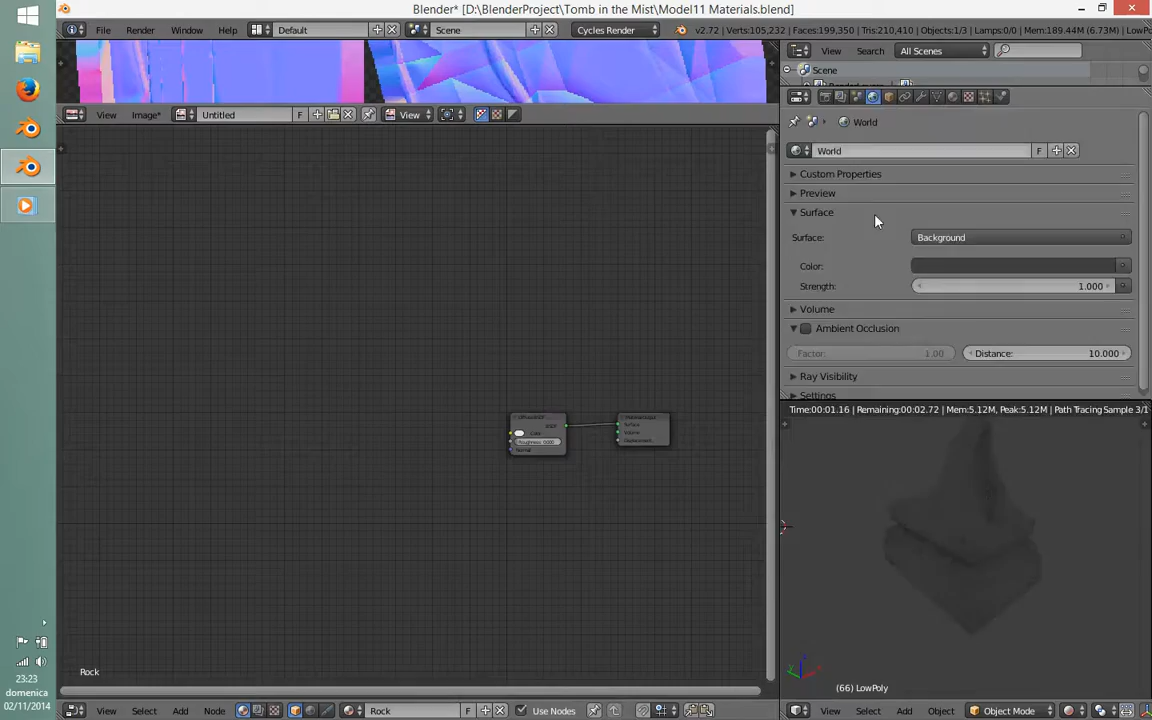 Blender* [D:\BlenderProject\Tomb in the Mist\Model11 Materials.blend]
File Render Window Help Default Scene Cycles Render v2.72 | Verts:105,232 | Faces:199,350 | Tris:210,410 | Objects:1/3 | Lamps:0/0 | Mem:189.44M (6.73M) | LowPo
View Search All Scenes
Scene
World
View Image* Untitled F View
World F
Custom Properties
Preview
Surface
Surface: Background
Color:
Strength: 1.000
Volume
Ambient Occlusion
Factor: 1.00 Distance: 10.000
Ray Visibility
Settings
Time:00:01.16 | Remaining:00:02.72 | Mem:5.12M, Peak:5.12M | Path Tracing Sample 3/1
BSDF
Color
Normal
Surface
Volume
Rock
(66) LowPoly
23:23
domenica
02/11/2014
View Select Add Node Rock F Use Nodes
View Select Add Object Object Mode